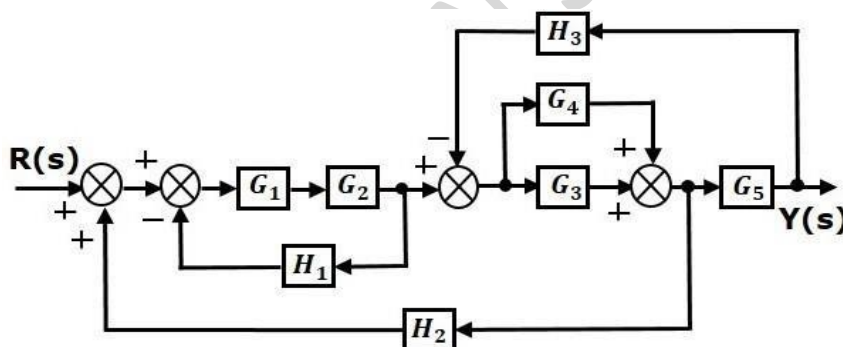 H₃
G₄
R(s) + + − + G₁ G₂ + − G₃ + + G₅ Y(s)
+ H₁
H₂